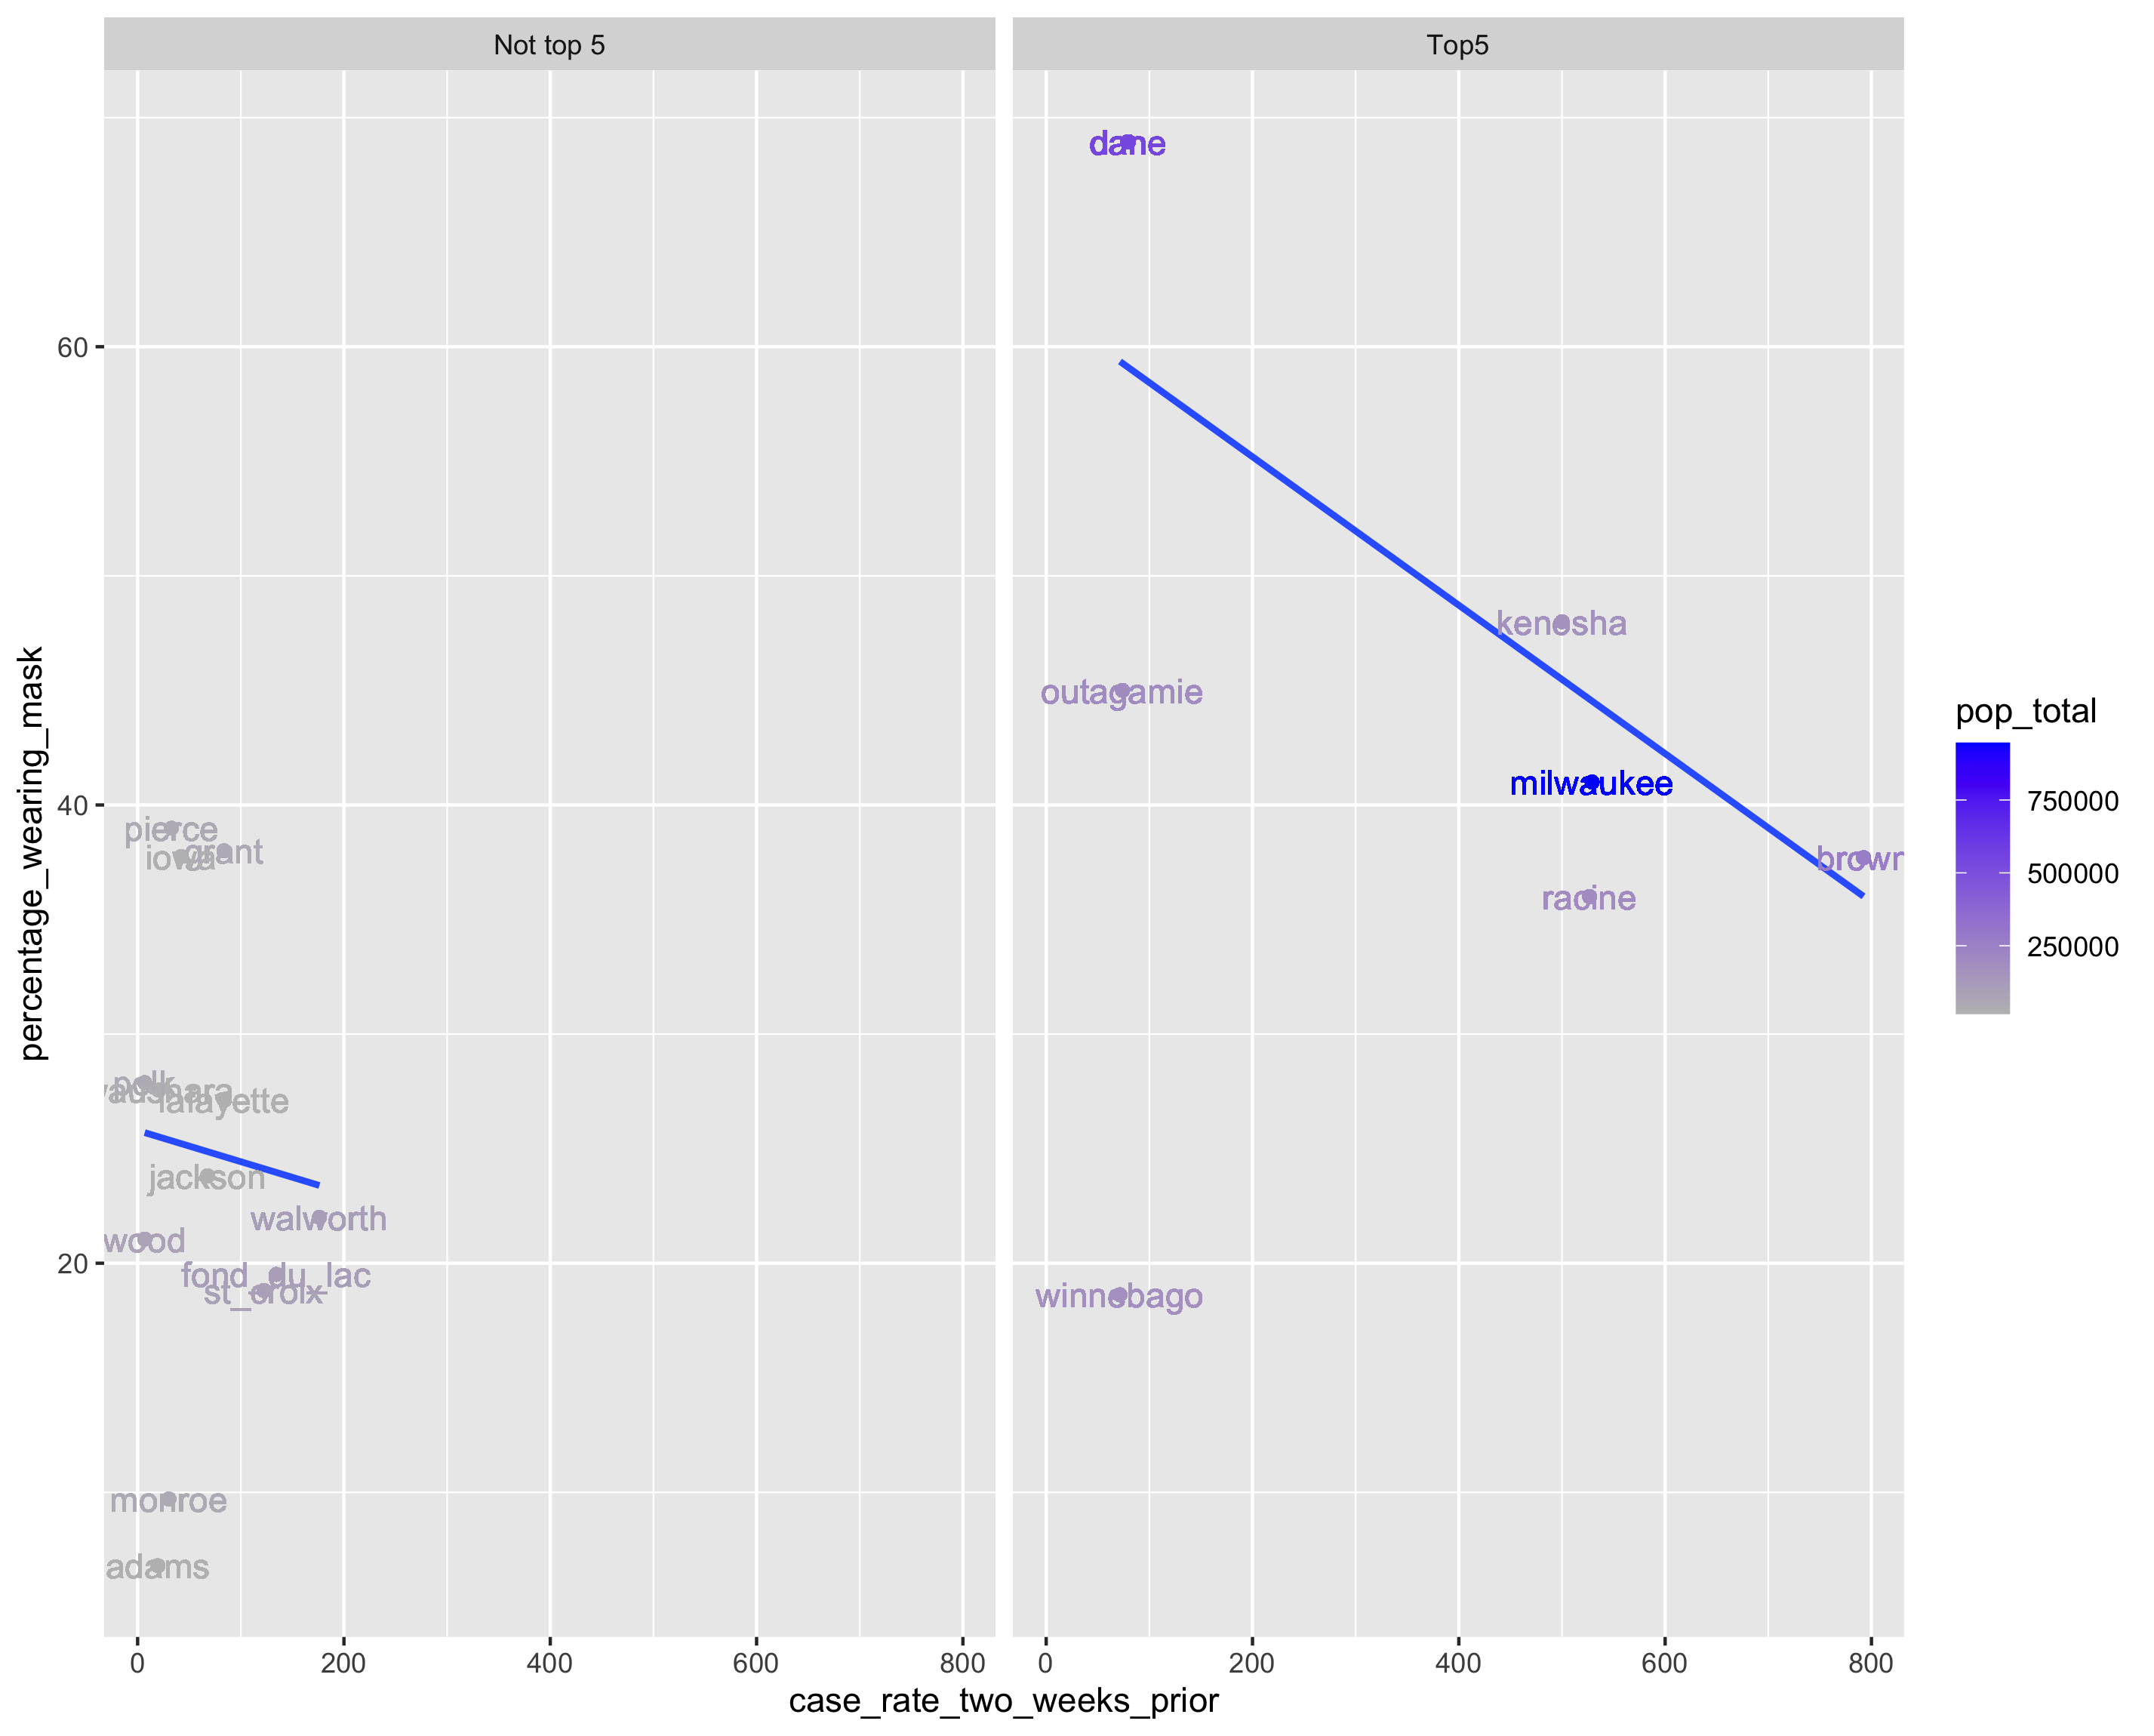 Not top 5
Top5
percentage_wearing_mask
60
40
20
pierce
iowa
grant
polk
lafayette
jackson
walworth
wood
fond_du_lac
st_croix
monroe
adams
dane
kenosha
outagamie
milwaukee
brown
racine
winnebago
0
200
400
600
800
0
200
400
600
800
case_rate_two_weeks_prior
pop_total
750000
500000
250000